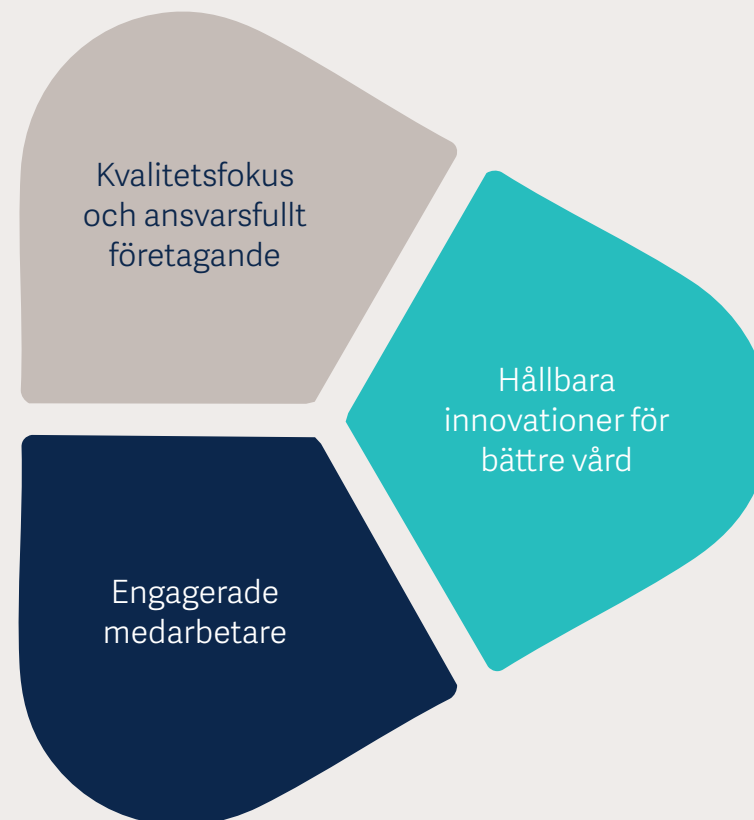 Kvalitetsfokus
och ansvarsfullt
företagande
Hållbara
innovationer för
bättre vård
Engagerade
medarbetare